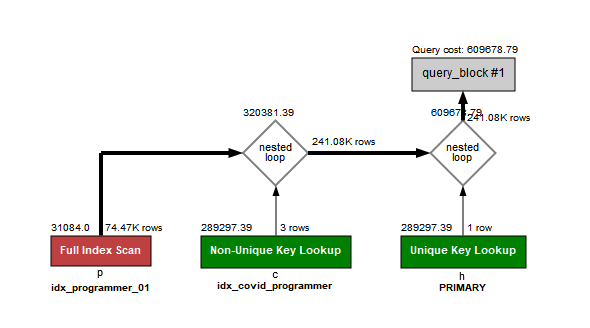 Query cost: 609678.79
query_block #1
320381.39
609678.79
241.08K rows
nested
loop
241.08K rows
nested
loop
31084.0
74.47K rows
289297.39
3 rows
289297.39
1 row
Full Index Scan
Non-Unique Key Lookup
Unique Key Lookup
p
c
h
idx_programmer_01
idx_covid_programmer
PRIMARY